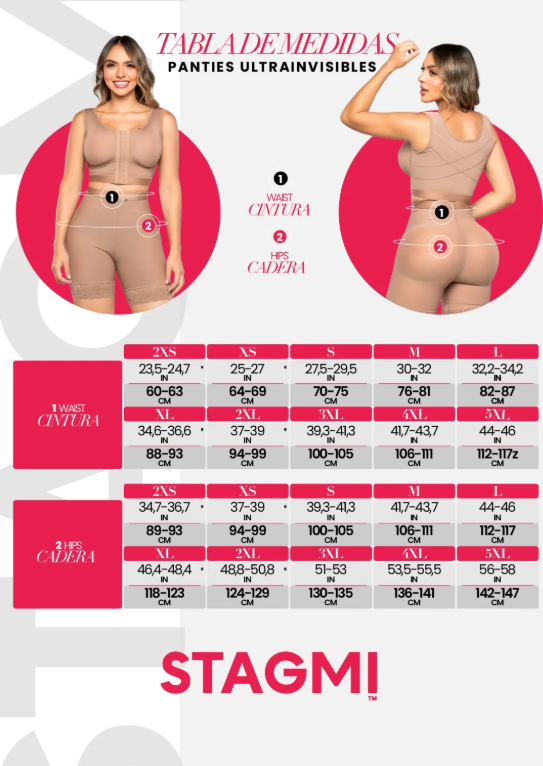 TABLA DE MEDIDAS
PANTIES ULTRAINVISIBLES
1
WAIST
CINTURA
2
HIPS
CADERA
1
2
1
2
2XS XS S M L
23,5-24,7 " 25-27 " 27,5-29,5 30-32 32,2-34,2
IN IN IN IN IN
60-63 64-69 70-75 76-81 82-87
CM CM CM CM CM
1 WAIST
CINTURA
XL 2XL 3XL 4XL 5XL
34,6-36,6 " 37-39 " 39,3-41,3 41,7-43,7 44-46
IN IN IN IN IN
88-93 94-99 100-105 106-111 112-117z
CM CM CM CM CM
2XS XS S M L
34,7-36,7 " 37-39 " 39,3-41,3 41,7-43,7 44-46
IN IN IN IN IN
89-93 94-99 100-105 106-111 112-117
CM CM CM CM CM
2 HIPS
CADERA
XL 2XL 3XL 4XL 5XL
46,4-48,4 " 48,8-50,8 " 51-53 53,5-55,5 56-58
IN IN IN IN IN
118-123 124-129 130-135 136-141 142-147
CM CM CM CM CM
STAGMI
TM